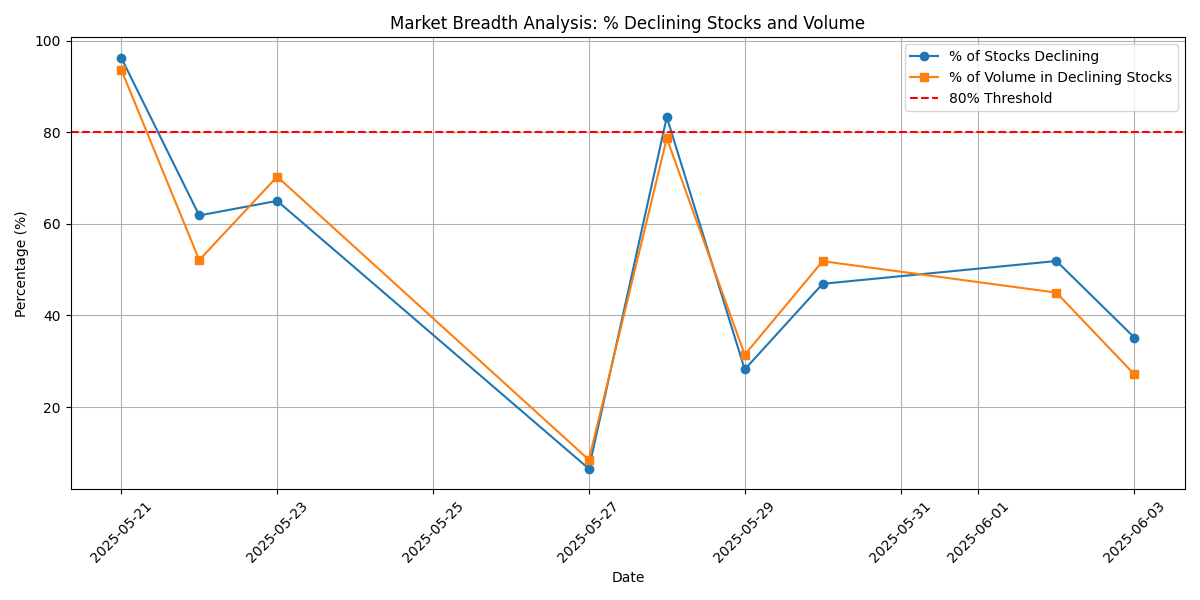 Market Breadth Analysis: % Declining Stocks and Volume
100
80
60
40
20
Percentage (%)
% of Stocks Declining
% of Volume in Declining Stocks
80% Threshold
2025-05-21
2025-05-23
2025-05-25
2025-05-27
2025-05-29
2025-05-31
2025-06-01
2025-06-03
Date